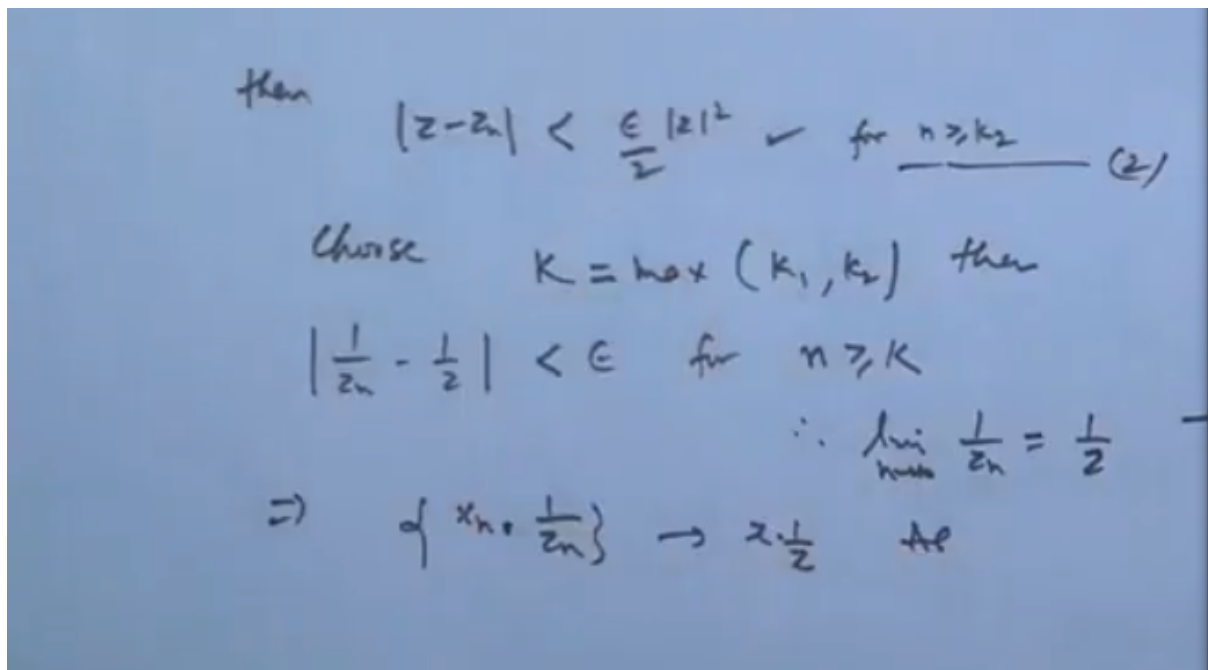 then
|z-zₙ| < ϵ/2 |z|² ✓ for n ≥ k₂ ——— (2)
Choose K = max (K₁, K₂) then
|1/zₙ - 1/z| < ϵ for n ≥ K
∴ lim n→∞ 1/zₙ = 1/z —
⇒ { xₙ . 1/zₙ } → x . 1/z As